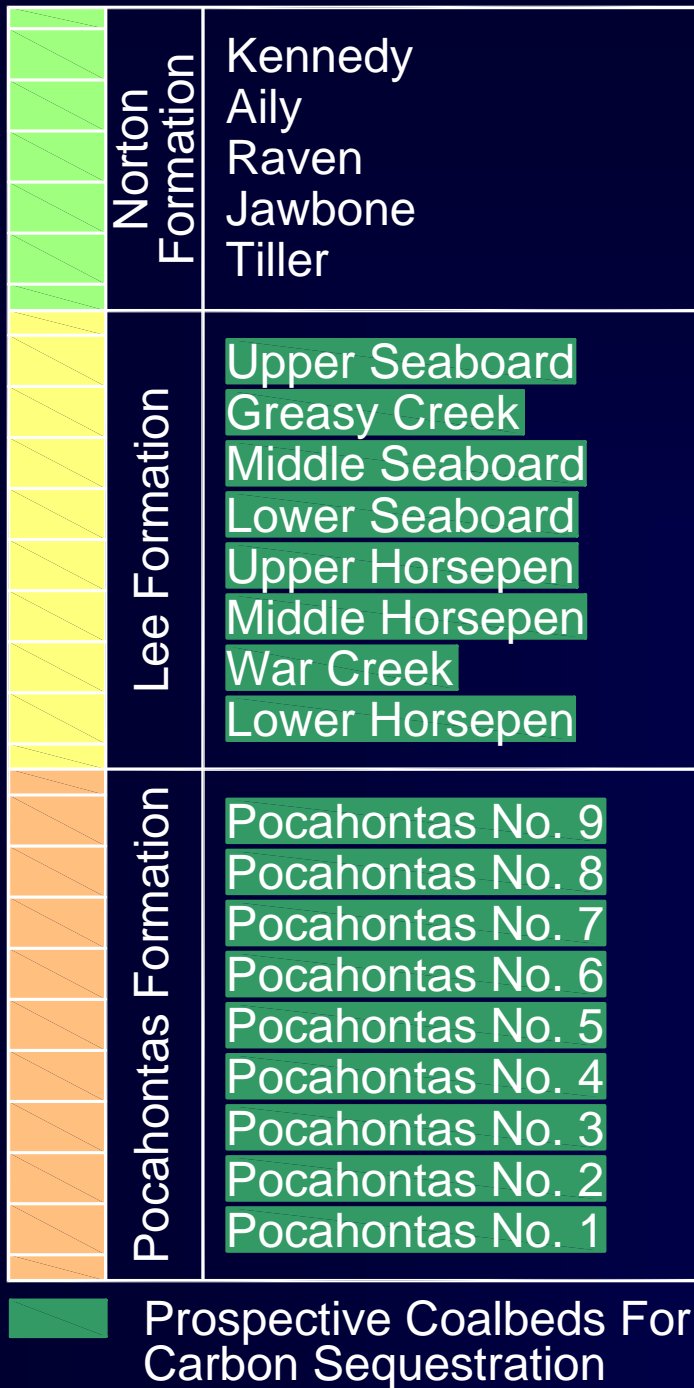 Norton
Formation
Kennedy
Aily
Raven
Jawbone
Tiller
Lee Formation
Upper Seaboard
Greasy Creek
Middle Seaboard
Lower Seaboard
Upper Horsepen
Middle Horsepen
War Creek
Lower Horsepen
Pocahontas Formation
Pocahontas No. 9
Pocahontas No. 8
Pocahontas No. 7
Pocahontas No. 6
Pocahontas No. 5
Pocahontas No. 4
Pocahontas No. 3
Pocahontas No. 2
Pocahontas No. 1
Prospective Coalbeds For
Carbon Sequestration